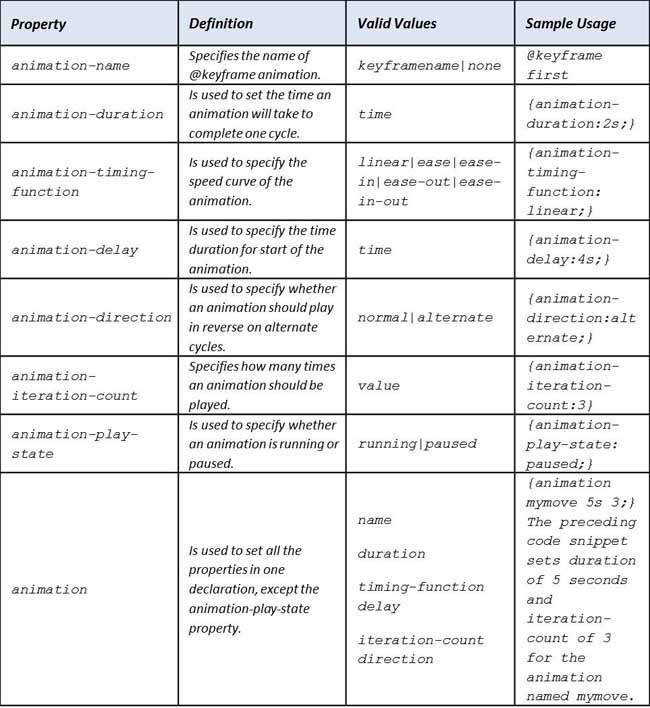 Property
Definition
Valid Values
Sample Usage
animation-name
Specifies the name of
@keyframe animation.
keyframename|none
@keyframe
first
animation-duration
Is used to set the time an
animation will take to
complete one cycle.
time
{animation-
duration:2s;}
animation-timing-
function
Is used to specify the
speed curve of the
animation.
linear|ease|ease-
in|ease-out|ease-
in-out
{animation-
timing-
function:
linear;}
animation-delay
Is used to specify the time
duration for start of the
animation.
time
{animation-
delay:4s;}
animation-direction
Is used to specify whether
an animation should play
in reverse on alternate
cycles.
normal|alternate
{animation-
direction:alt
ernate;}
animation-
iteration-count
Specifies how many times
an animation should be
played.
value
{animation-
iteration-
count:3}
animation-play-
state
Is used to specify whether
an animation is running or
paused.
running|paused
{animation-
play-state:
paused;}
animation
Is used to set all the
properties in one
declaration, except the
animation-play-state
property.
name
duration
timing-function
delay
iteration-count
direction
{animation
mymove 5s 3;}
The preceding
code snippet
sets duration
of 5 seconds
and
iteration-
count of 3
for the
animation
named mymove.